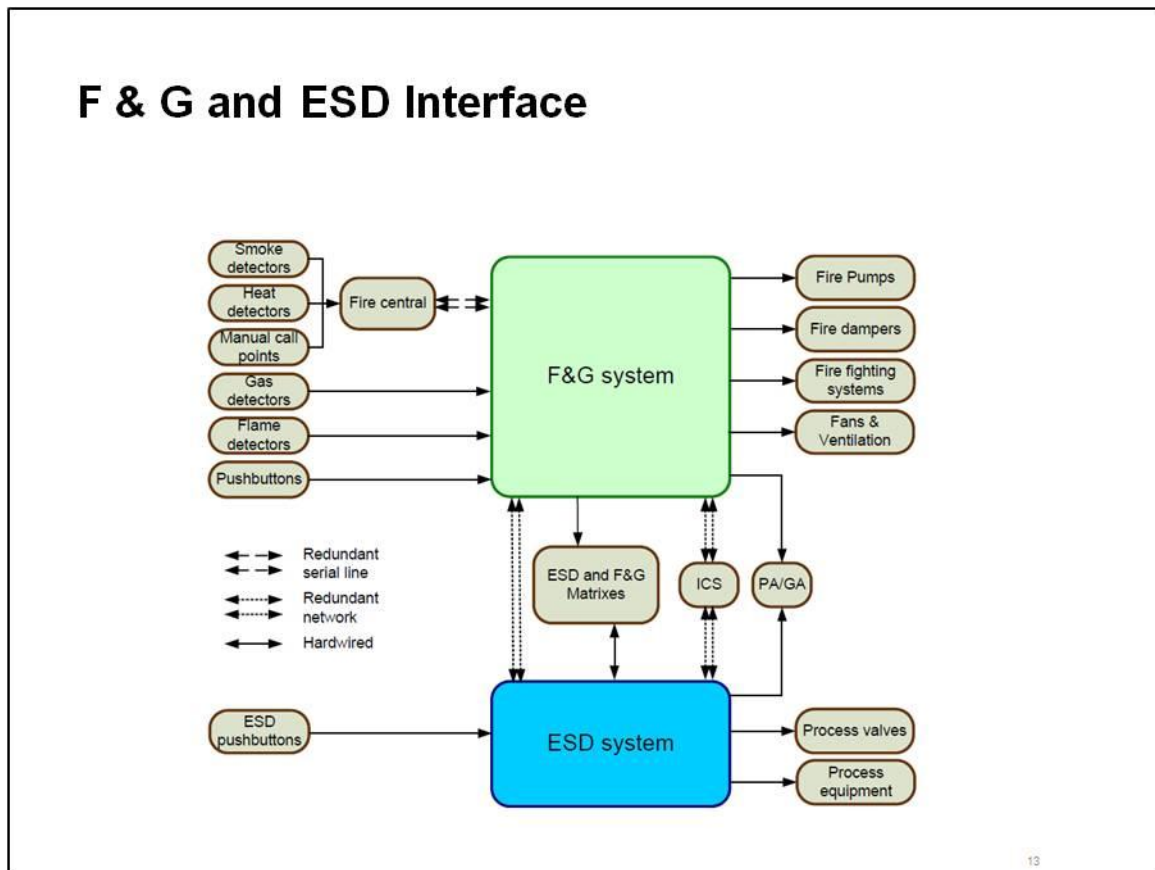 F & G and ESD Interface
Smoke
detectors
Heat
detectors
Manual call
points
Gas
detectors
Flame
detectors
Pushbuttons
Fire central
F&G system
Fire Pumps
Fire dampers
Fire fighting
systems
Fans &
Ventilation
Redundant
serial line
Redundant
network
Hardwired
ESD and F&G
Matrixes
ICS
PA/GA
ESD
pushbuttons
ESD system
Process valves
Process
equipment
13